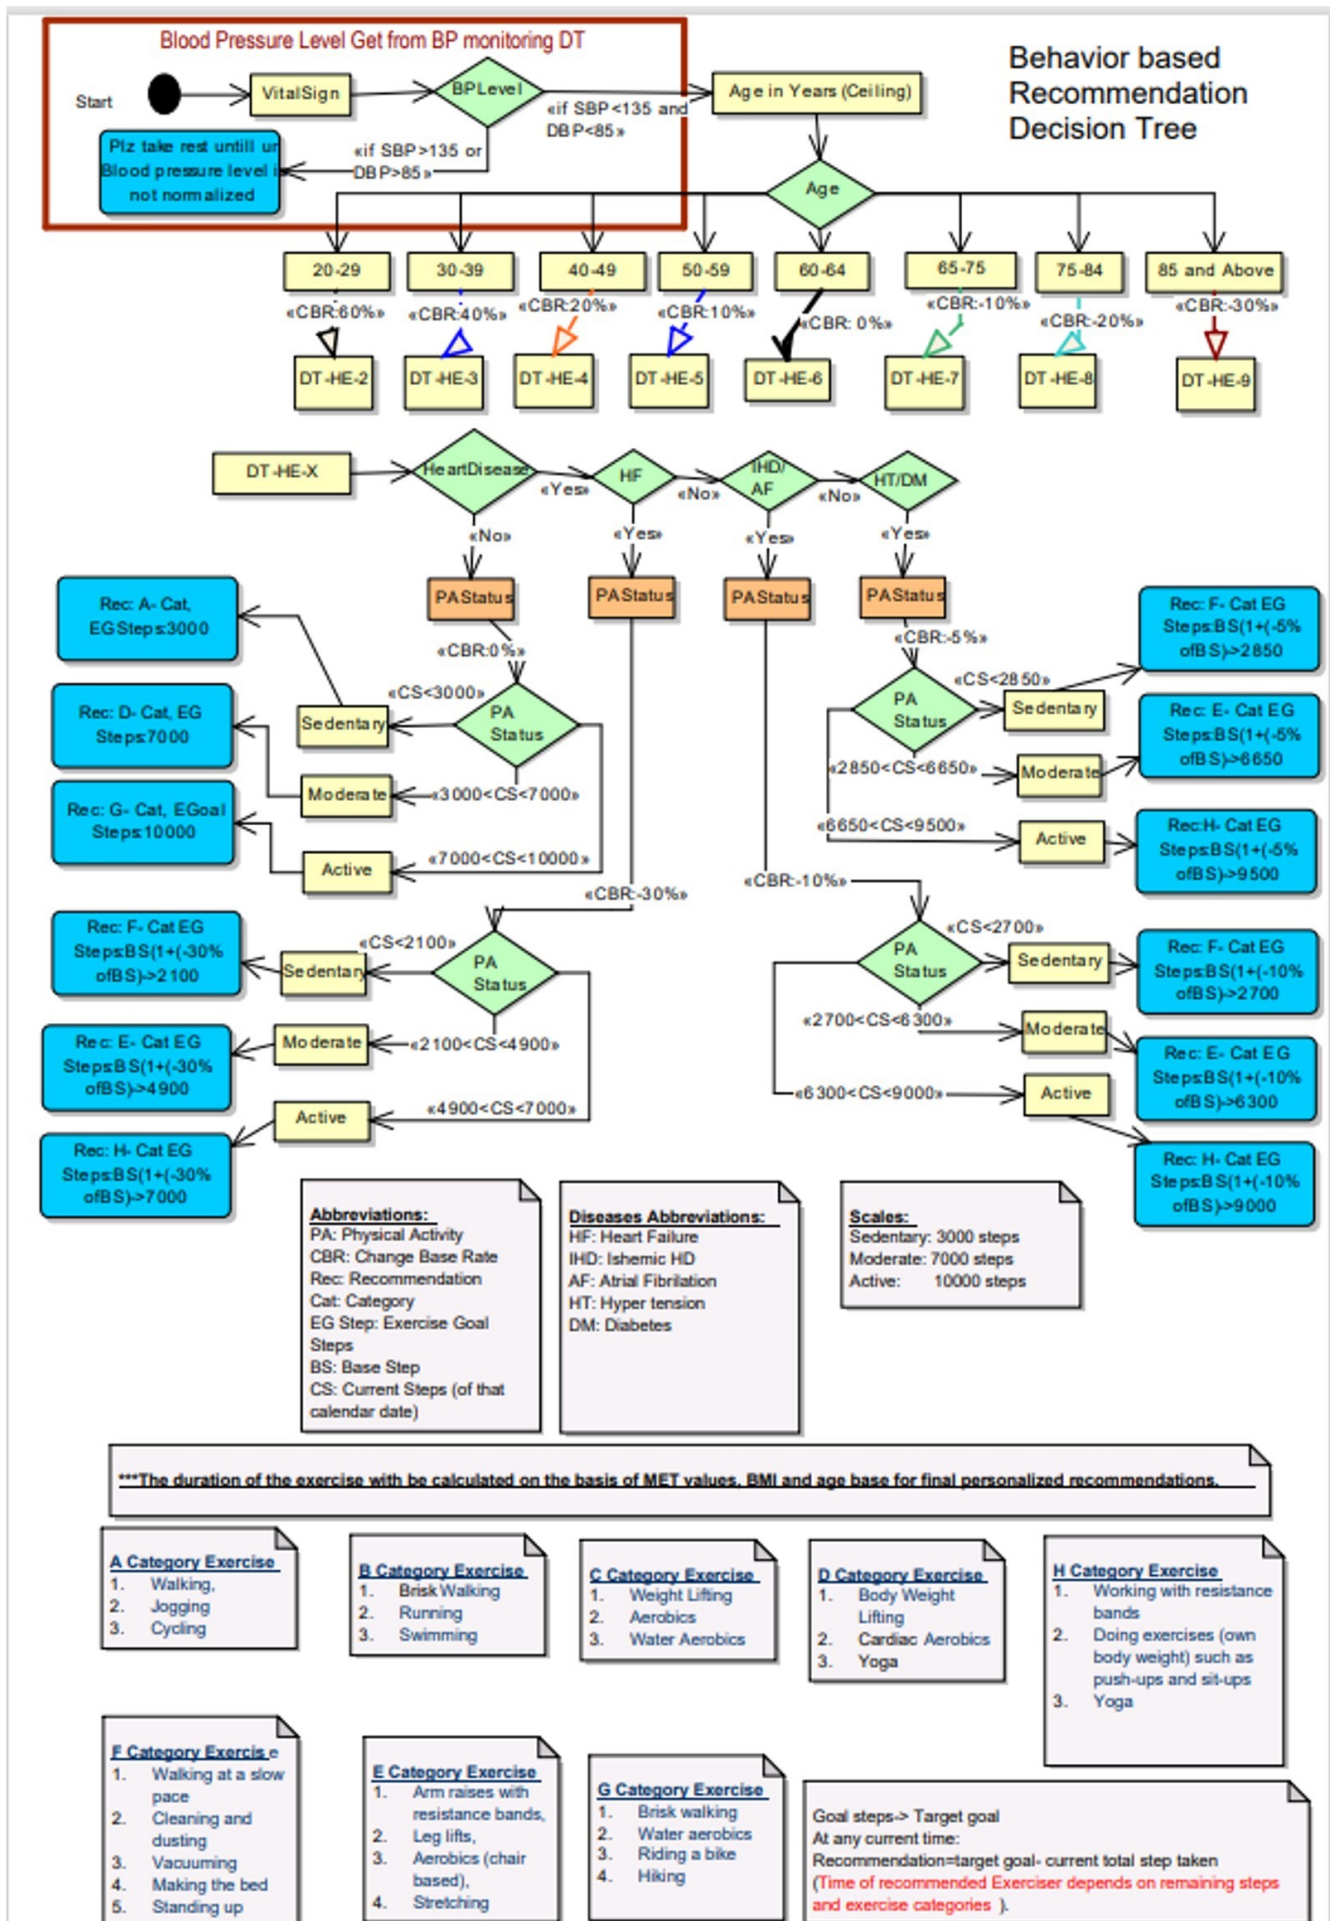 Blood Pressure Level Get from BP monitoring DT
Behavior based
Recommendation
Decision Tree
Start
VitalSign
BPLevel
«if SBP<135 and
DBP<85»
Age in Years (Ceiling)
«if SBP>135 or
DBP>85»
Plz take rest untill ur
Blood pressure level i
not normalized
Age
20-29
30-39
40-49
50-59
60-64
65-75
75-84
85 and Above
«CBR:60%»
«CBR:40%»
«CBR:20%»
«CBR:10%»
«CBR: 0%»
«CBR:-10%»
«CBR:-20%»
«CBR:-30%»
DT-HE-2
DT-HE-3
DT-HE-4
DT-HE-5
DT-HE-6
DT-HE-7
DT-HE-8
DT-HE-9
DT-HE-X
HeartDisease
«Yes»
HF
«No»
IHD/
AF
«No»
HT/DM
«No»
«Yes»
«Yes»
«Yes»
PAStatus
PAStatus
PAStatus
PAStatus
«CBR:0%»
«CBR:-5%»
Rec: A- Cat,
EGSteps:3000
«CS<3000»
Sedentary
PA
Status
Rec: D- Cat, EG
Steps:7000
Moderate
«3000<CS<7000»
Rec: G- Cat, EGoal
Steps:10000
Active
«7000<CS<10000»
Rec: F- Cat EG
Steps:BS(1+(-5%
ofBS)->2850
«CS<2850»
PA
Status
Sedentary
Rec: E- Cat EG
Steps:BS(1+(-5%
ofBS)->6650
«2850<CS<6650»
Moderate
Rec:H- Cat EG
Steps:BS(1+(-5%
ofBS)->9500
«6650<CS<9500»
Active
«CBR:-30%»
«CBR:-10%»
Rec: F- Cat EG
Steps:BS(1+(-30%
ofBS)->2100
«CS<2100»
Sedentary
PA
Status
Rec: E- Cat EG
Steps:BS(1+(-30%
ofBS)->4900
Moderate
«2100<CS<4900»
Rec: H- Cat EG
Steps:BS(1+(-30%
ofBS)->7000
Active
«4900<CS<7000»
«CS<2700»
PA
Status
Sedentary
Rec: F- Cat EG
Steps:BS(1+(-10%
ofBS)->2700
«2700<CS<6300»
Moderate
Rec: E- Cat EG
Steps:BS(1+(-10%
ofBS)->6300
«6300<CS<9000»
Active
Rec: H- Cat EG
Steps:BS(1+(-10%
ofBS)->9000
Abbreviations:
PA: Physical Activity
CBR: Change Base Rate
Rec: Recommendation
Cat: Category
EG Step: Exercise Goal
Steps
BS: Base Step
CS: Current Steps (of that
calendar date)
Diseases Abbreviations:
HF: Heart Failure
IHD: Ishemic HD
AF: Atrial Fibrilation
HT: Hyper tension
DM: Diabetes
Scales:
Sedentary: 3000 steps
Moderate: 7000 steps
Active: 10000 steps
***The duration of the exercise with be calculated on the basis of MET values, BMI and age base for final personalized recommendations.
A Category Exercise
1. Walking,
2. Jogging
3. Cycling
B Category Exercise
1. Brisk Walking
2. Running
3. Swimming
C Category Exercise
1. Weight Lifting
2. Aerobics
3. Water Aerobics
D Category Exercise
1. Body Weight
Lifting
2. Cardiac Aerobics
3. Yoga
H Category Exercise
1. Working with resistance
bands
2. Doing exercises (own
body weight) such as
push-ups and sit-ups
3. Yoga
F Category Exercise
1. Walking at a slow
pace
2. Cleaning and
dusting
3. Vacuuming
4. Making the bed
5. Standing up
E Category Exercise
1. Arm raises with
resistance bands,
2. Leg lifts,
3. Aerobics (chair
based),
4. Stretching
G Category Exercise
1. Brisk walking
2. Water aerobics
3. Riding a bike
4. Hiking
Goal steps-> Target goal
At any current time:
Recommendation=target goal- current total step taken
(Time of recommended Exerciser depends on remaining steps
and exercise categories ).